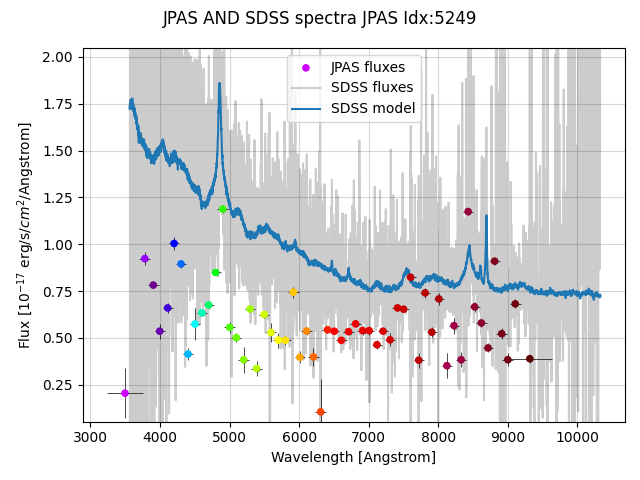 JPAS AND SDSS spectra JPAS Idx:5249
JPAS fluxes
SDSS fluxes
SDSS model
2.00
1.75
1.50
1.25
1.00
0.75
0.50
0.25
Flux [10^{-17} erg/s/cm^2/Angstrom]
3000 4000 5000 6000 7000 8000 9000 10000
Wavelength [Angstrom]